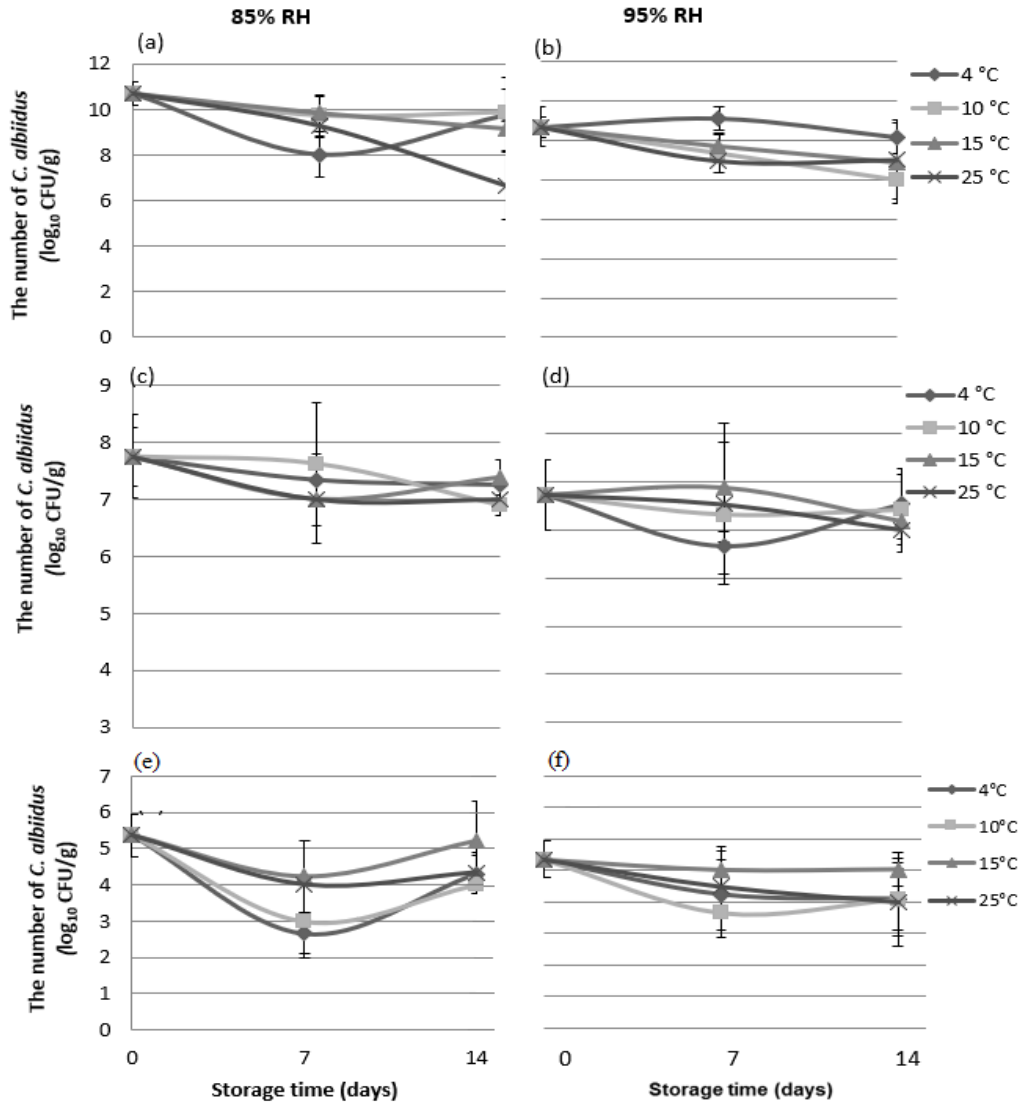 85% RH
95% RH
(a)
The number of C. albiidus
(log10 CFU/g)
12
10
8
6
4
2
0
(b)
4 °C
10 °C
15 °C
25 °C
(c)
The number of C. albiidus
(log10 CFU/g)
9
8
7
6
5
4
3
(d)
4 °C
10 °C
15 °C
25 °C
(e)
The number of C. albiidus
(log10 CFU/g)
7
6
5
4
3
2
1
0
0
7
14
Storage time (days)
(f)
4°C
10°C
15°C
25°C
0
7
14
Storage time (days)